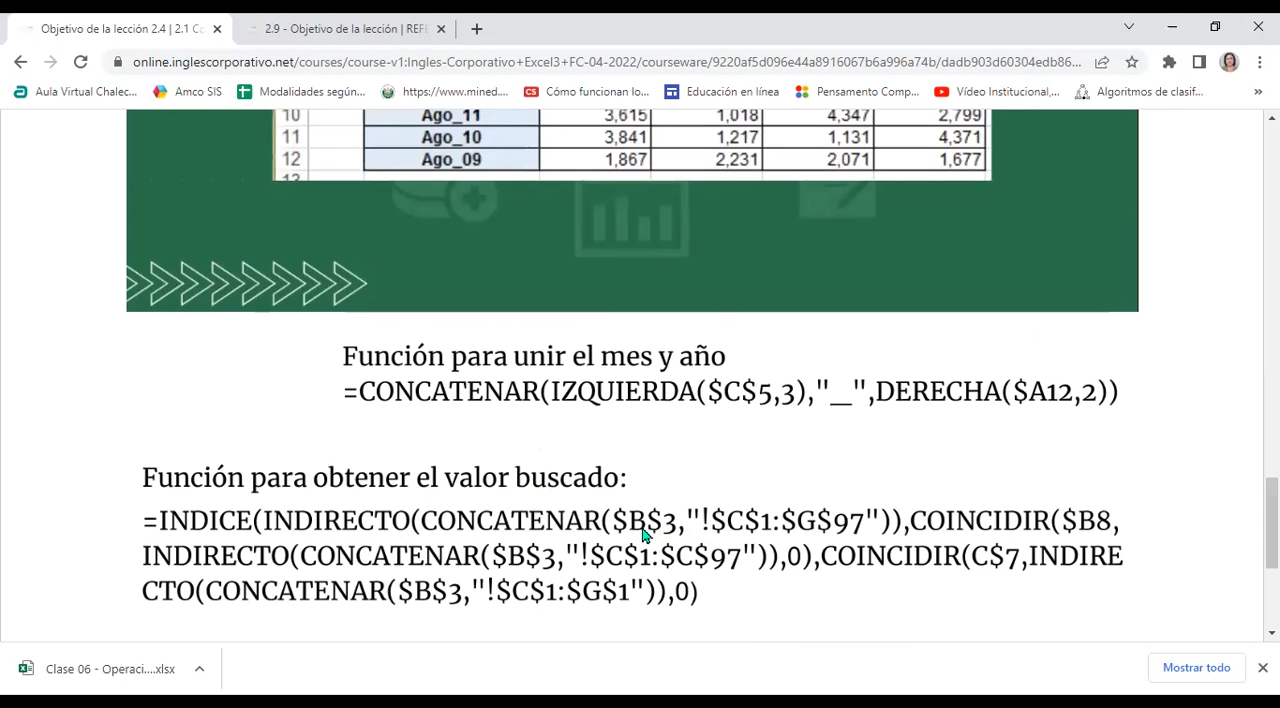 Objetivo de la lección 2.4 | 2.1 Co
2.9 - Objetivo de la lección | REFE
online.inglescorporativo.net/courses/course-v1:Ingles-Corporativo+Excel3+FC-04-2022/courseware/9220af5d096e44a8916067b6a996a74b/dadb903d60304edb86...
Aula Virtual Chalec... Amco SIS Modalidades según... https://www.mined... Cómo funcionan lo... Educación en línea Pensamento Comp... Vídeo Institucional,... Algoritmos de clasif... »
10 Ago_11 3,615 1,018 4,347 2,799
11 Ago_10 3,841 1,217 1,131 4,371
12 Ago_09 1,867 2,231 2,071 1,677
13
Función para unir el mes y año
=CONCATENAR(IZQUIERDA($C$5,3),"_",DERECHA($A12,2))
Función para obtener el valor buscado:
=INDICE(INDIRECTO(CONCATENAR($B$3,"!$C$1:$G$97")),COINCIDIR($B8,
INDIRECTO(CONCATENAR($B$3,"!$C$1:$C$97")),0),COINCIDIR(C$7,INDIRE
CTO(CONCATENAR($B$3,"!$C$1:$G$1")),0)
Clase 06 - Operaci....xlsx
Mostrar todo